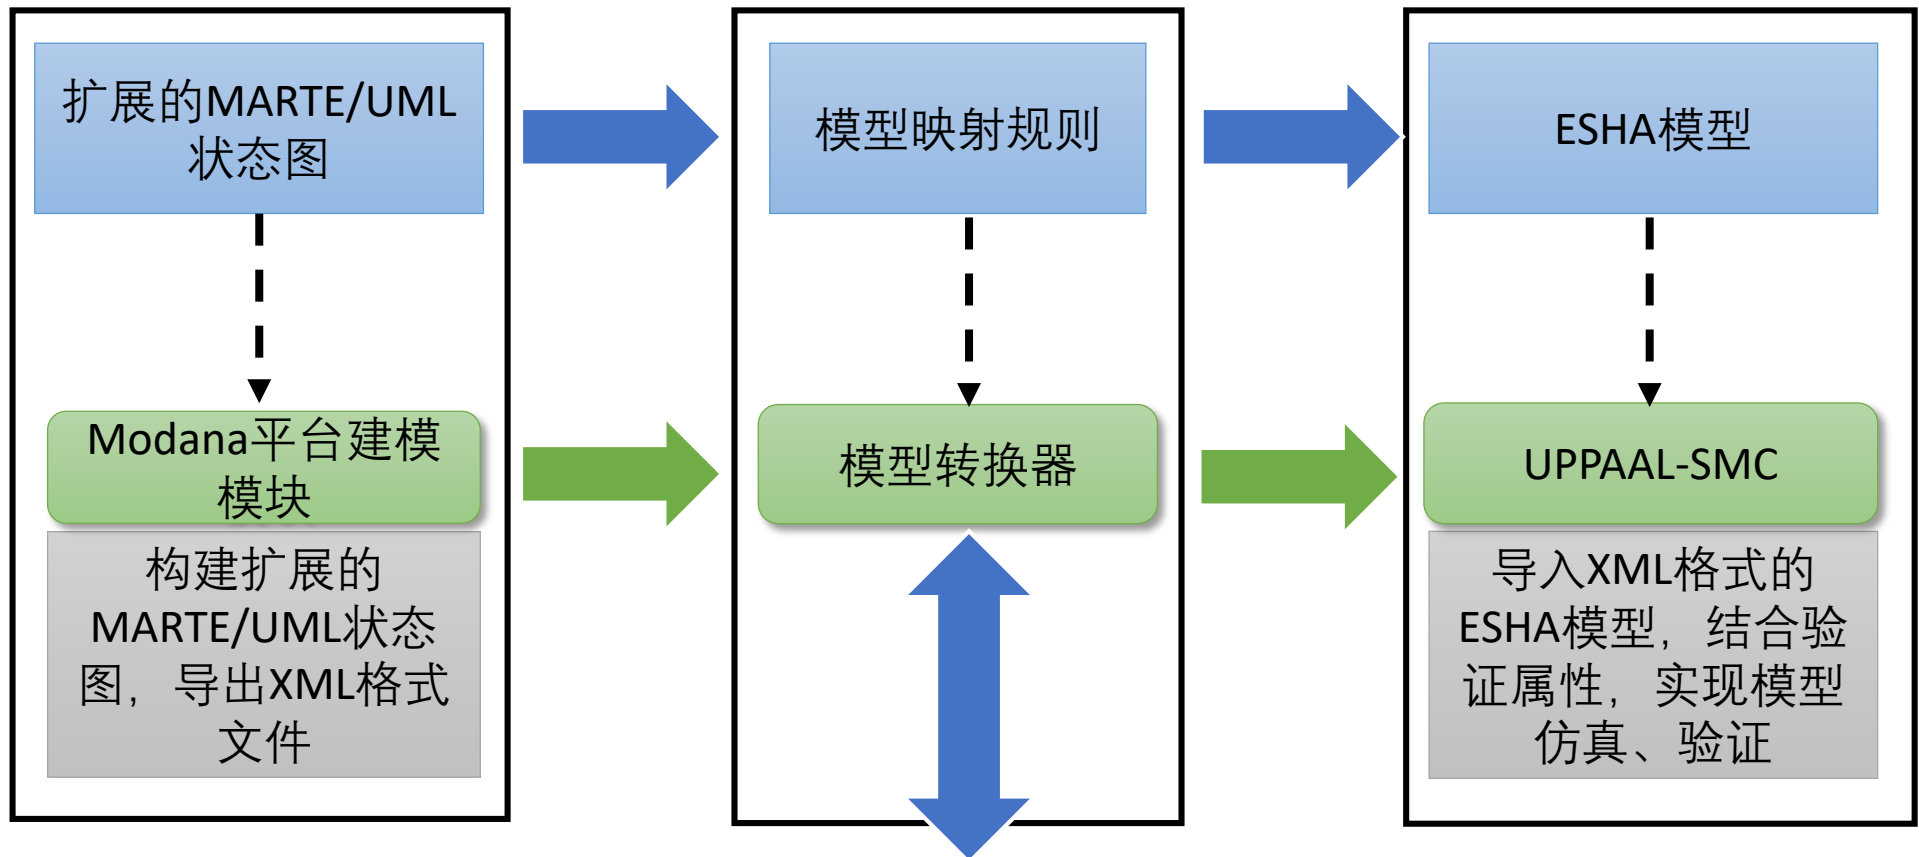 扩展的MARTE/UML
状态图
模型映射规则
ESHA模型
Modana平台建模
模块
模型转换器
UPPAAL-SMC
构建扩展的
MARTE/UML状态
图，导出XML格式
文件
导入XML格式的
ESHA模型，结合验
证属性，实现模型
仿真、验证